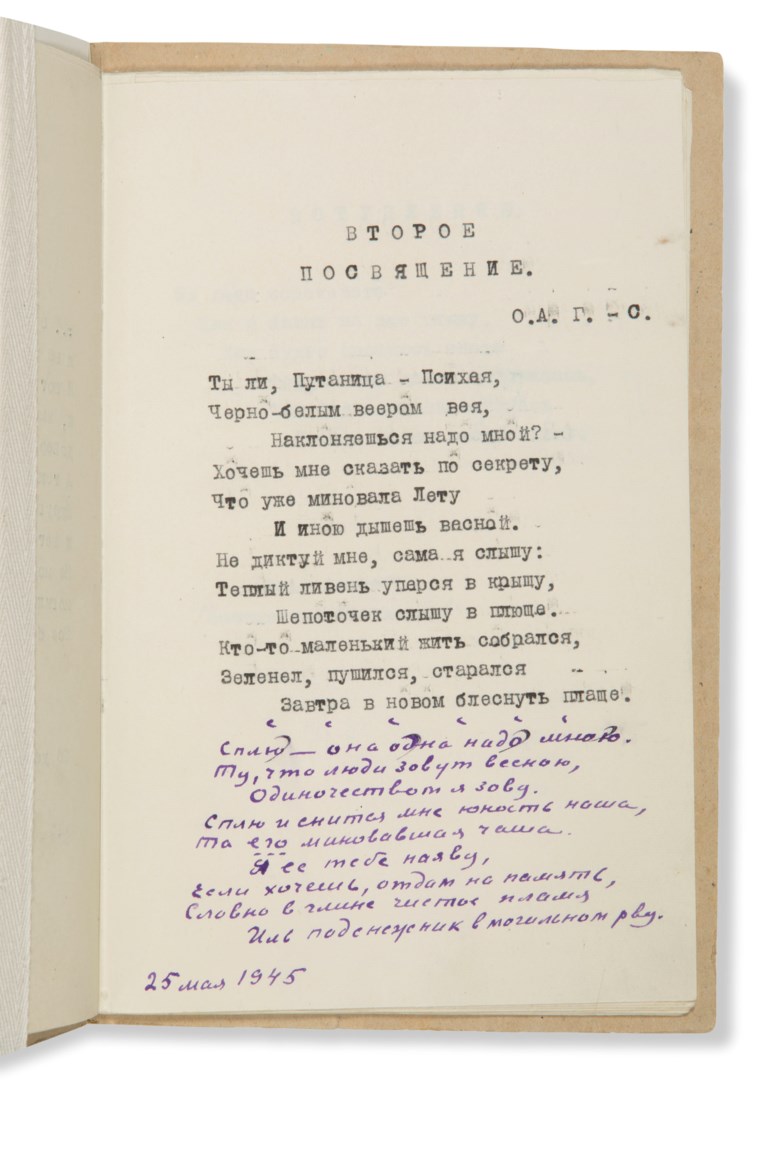 ВТОРОЕ
ПОСВЯЩЕНИЕ.
О.А. Г. - С.
Ты ли, Путаница - Психая,
Черно-белым веером вея,
Наклоняешься надо мной? -
Хочешь мне сказать по секрету,
Что уже миновала Лету
И иною дышешь васной.
Не диктуй мне, сама я слышу:
Теплый ливень уперся в крышу,
Шепоточек слышу в плюще.
Кто-то маленький жить собрался,
Зеленел, пушился, старался
Завтра в новом блеснуть плаще.
Сплю — она одна надо мною.
Ту, что люди зовут весною,
Одиночеством я зову.
Сплю и снится мне юность наша,
Та его миновавшая чаша.
Я ее тебе наяву,
Если хочешь, отдам на память,
Словно в глине чистое пламя
Иль подснежник в могильном рву.
25 мая 1945